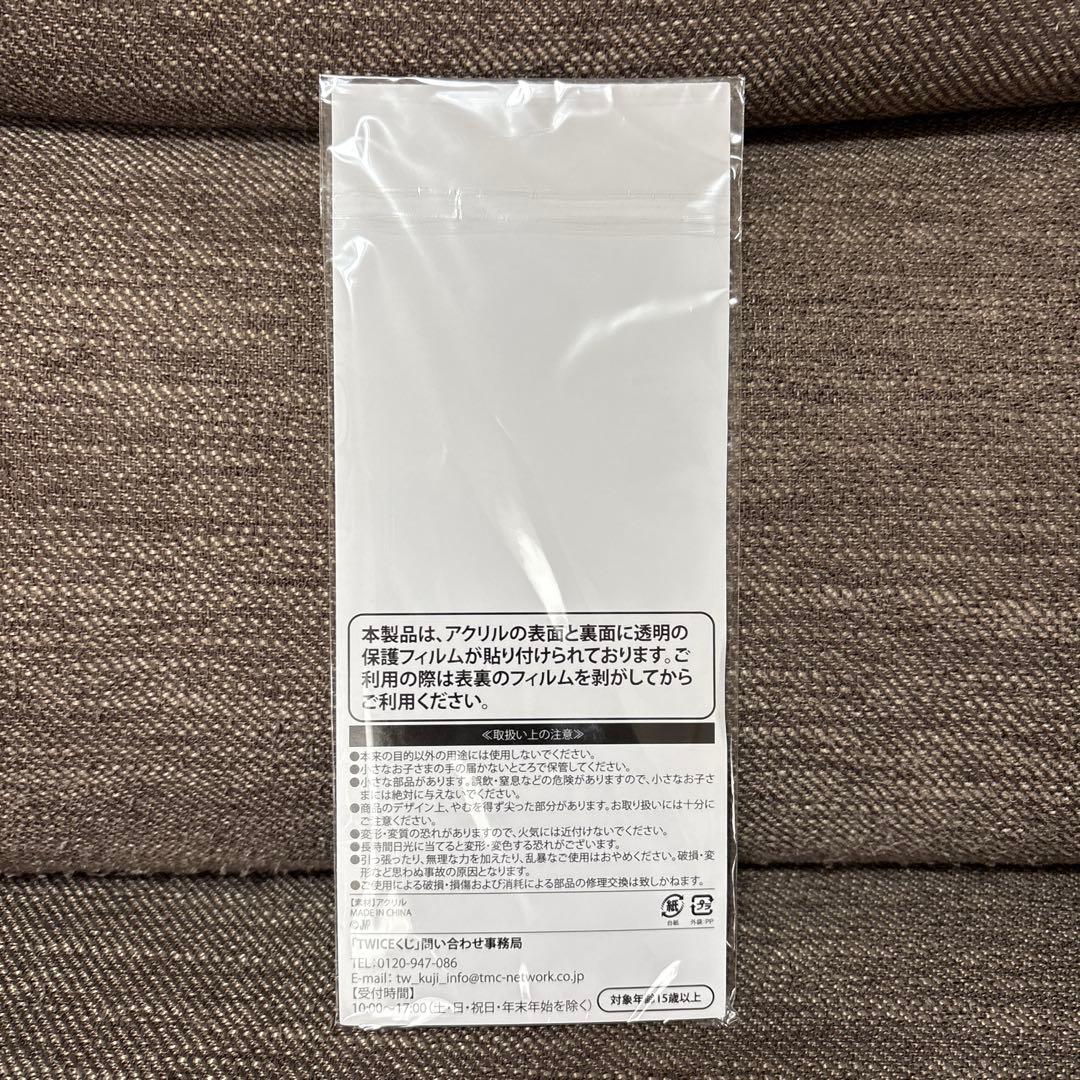 本製品は、アクリルの表面と裏面に透明の
保護フィルムが貼り付けられております。ご
利用の際は表裏のフィルムを剥がしてから
ご利用ください。
≪取扱い上の注意≫
●本来の目的以外の用途には使用しないでください。
●小さなお子さまの手の届かないところで保管してください。
●小さな部品があります。誤飲・窒息などの危険がありますので、小さなお子さ
まには絶対に与えないでください。
●商品のデザイン上、やむを得ず尖った部分があります。お取り扱いには十分に
ご注意ください。
●変形・変質の恐れがありますので、火気には近付けないでください。
●長時間日光に当てると変形・変色する恐れがございます。
●引っ張ったり、無理な力を加えたり、乱暴なご使用はおやめください。破損・変
形など思わぬ事故の原因となります。
●ご使用による破損・損傷および消耗による部品の修理交換は致しかねます。
【素材】アクリル
MADE IN CHINA
紙
台紙
プラ
外袋:PP
「TWICEくじ」問い合わせ事務局
TEL:0120-947-086
E-mail: tw_kuji_info@tmc-network.co.jp
【受付時間】
10:00~17:00(土・日・祝日・年末年始を除く)
対象年齢15歳以上